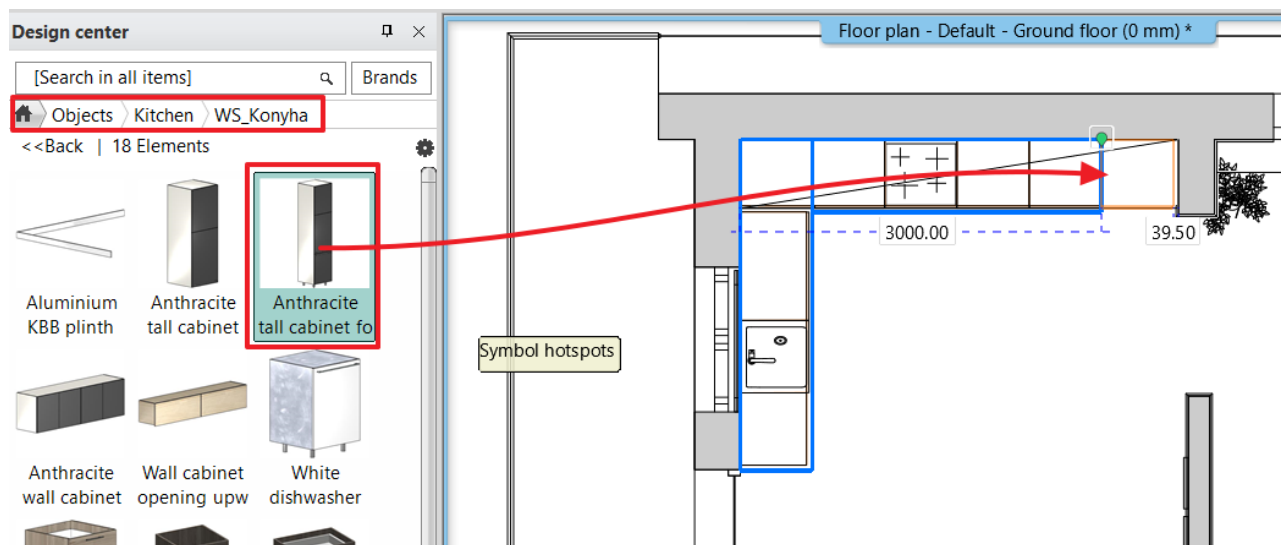 Design center
[Search in all items]
Brands
Objects Kitchen WS_Konyha
<<Back | 18 Elements
Aluminium
KBB plinth
Anthracite
tall cabinet
Anthracite
tall cabinet fo
Anthracite
wall cabinet
Wall cabinet
opening upw
White
dishwasher
Floor plan - Default - Ground floor (0 mm) *
3000.00
39.50
Symbol hotspots